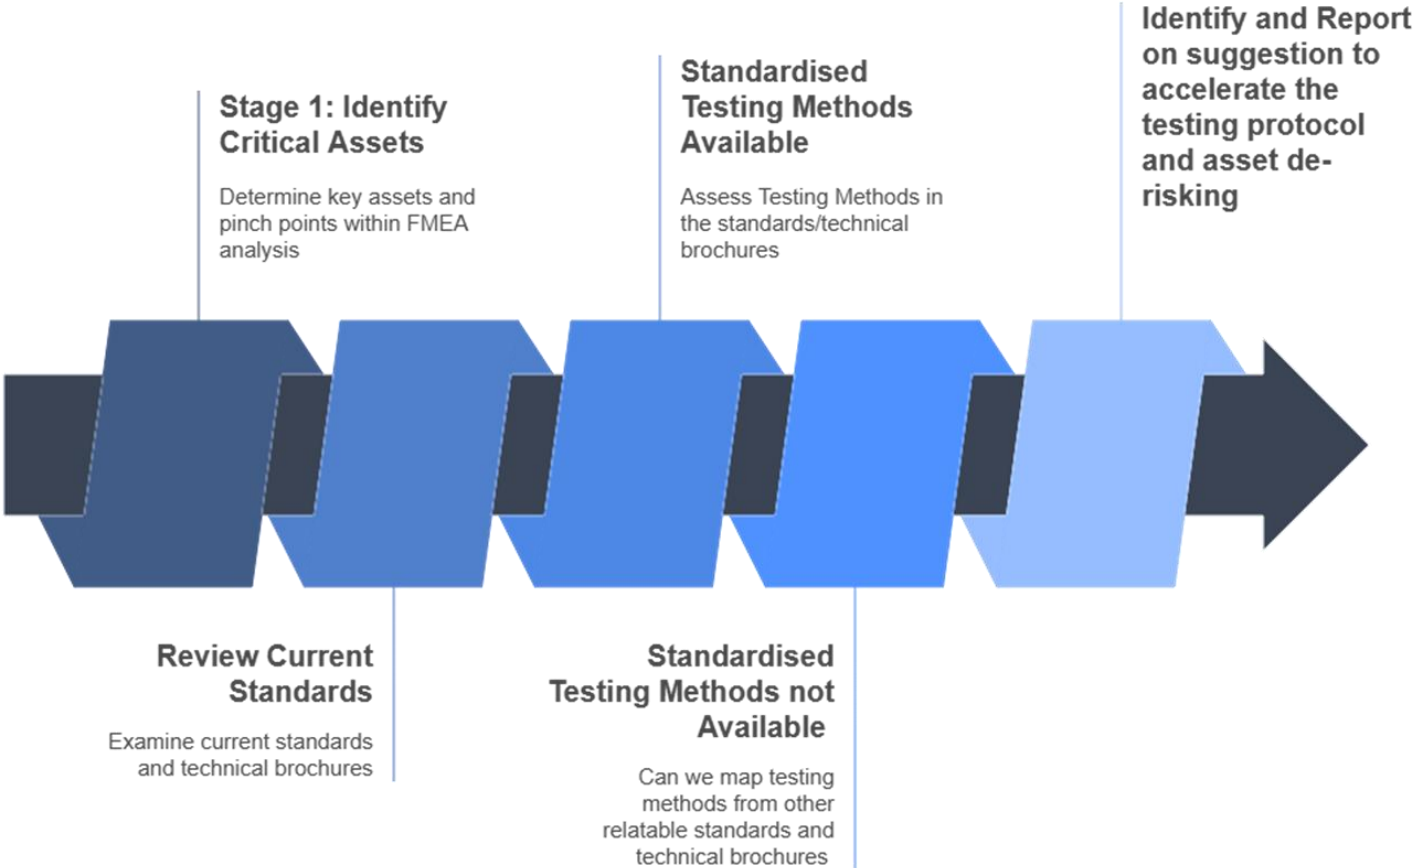 Stage 1: Identify
Critical Assets
Determine key assets and
pinch points within FMEA
analysis
Review Current
Standards
Examine current standards
and technical brochures
Standardised
Testing Methods
Available
Assess Testing Methods in
the standards/technical
brochures
Standardised
Testing Methods not
Available
Can we map testing
methods from other
relatable standards and
technical brochures
Identify and Report
on suggestion to
accelerate the
testing protocol
and asset de-
risking